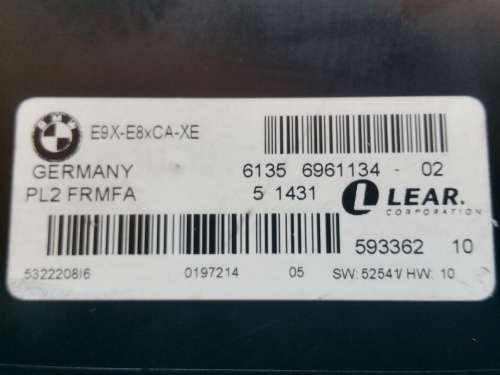 BMW
E9X-E8xCA-XE
GERMANY 6135 6961134 - 02
PL2 FRMFA 5 1431
LEAR.
CORPORATION
593362 10
5322208I6 0197214 05 SW: 52541/ HW: 10